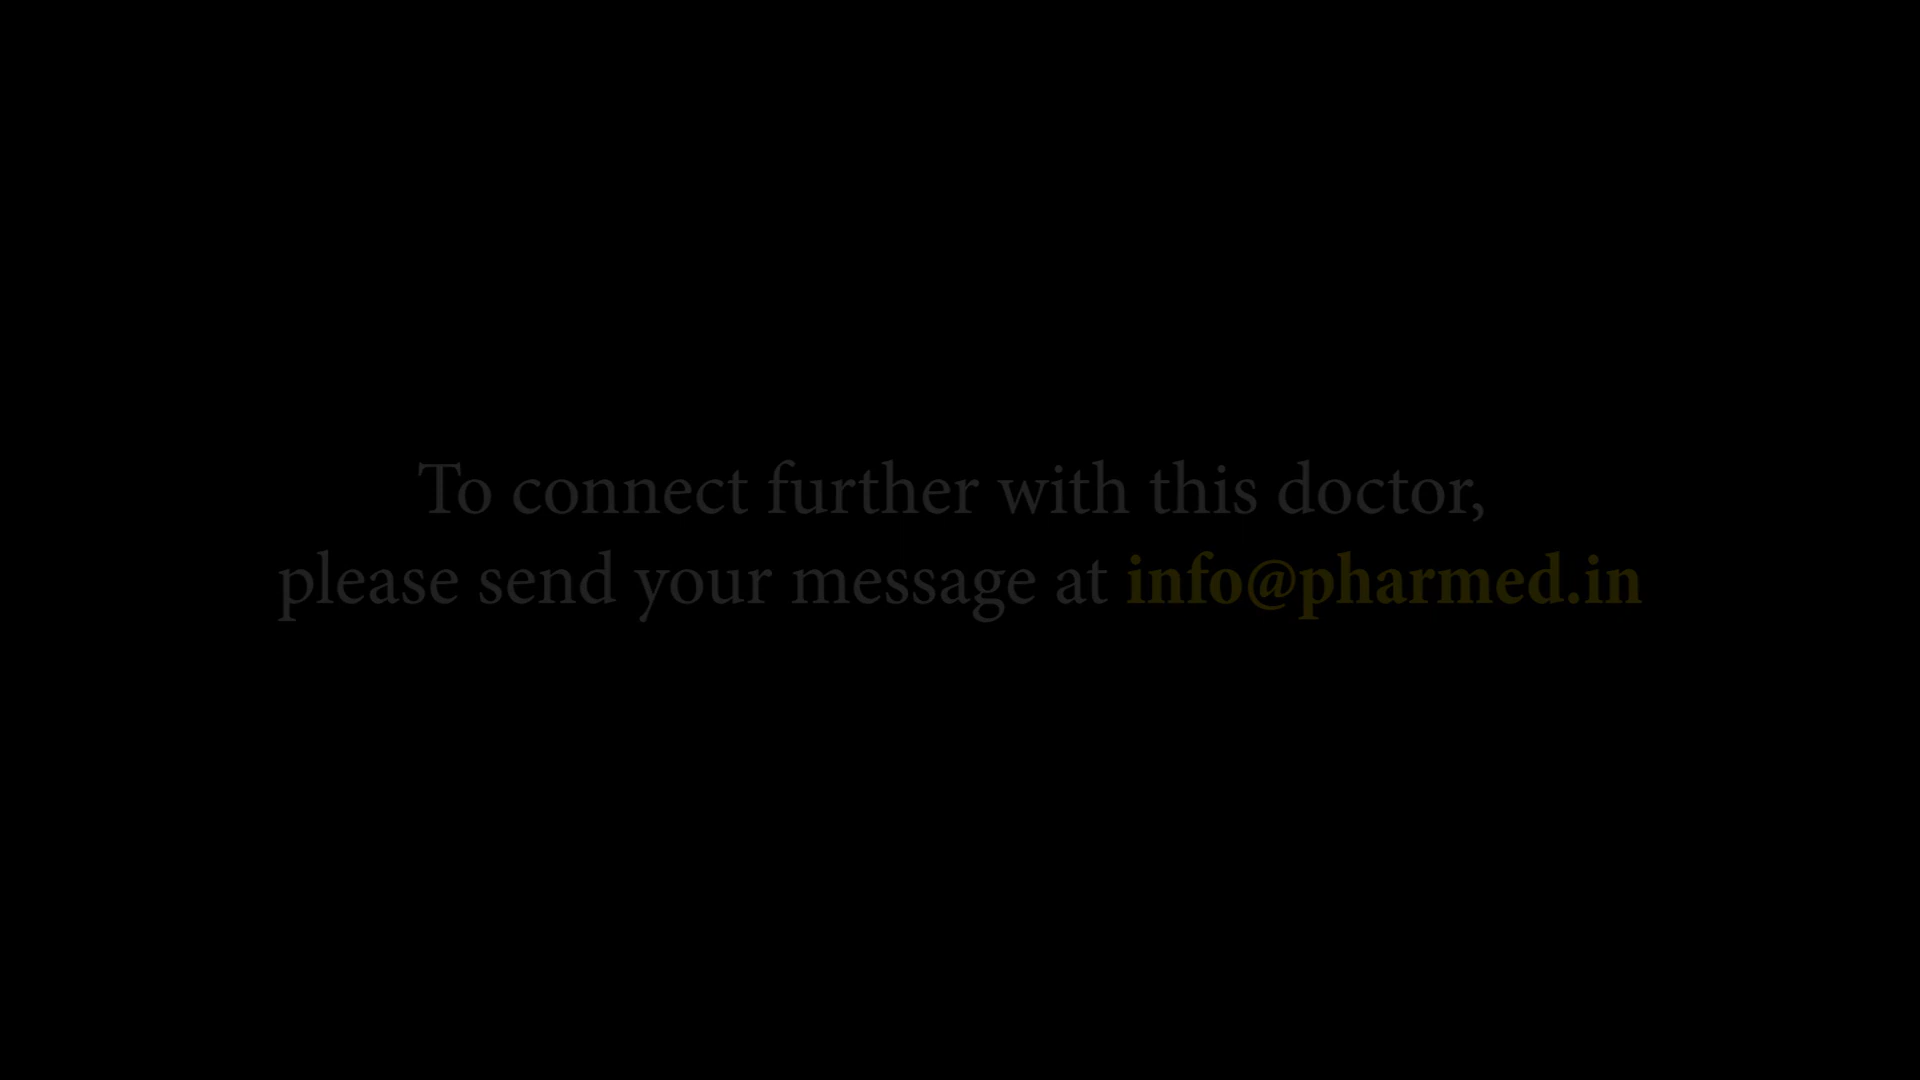 To connect further with this doctor,
please send your message at info@pharmed.in